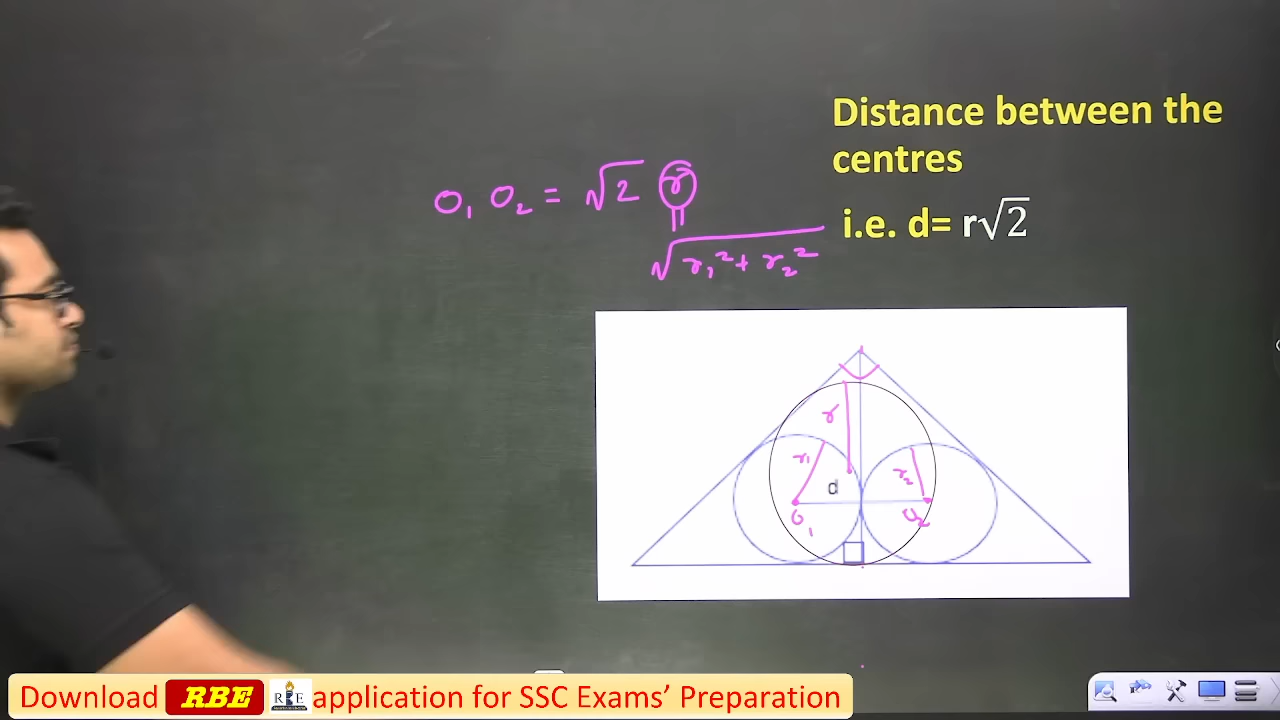 Distance between the
centres
i.e. d= r√2
O₁ O₂ = √2 r
√r₁² + r₂²
r
r₁
r₂
d
O₁
O₂
Download RBE RBE application for SSC Exams’ Preparation